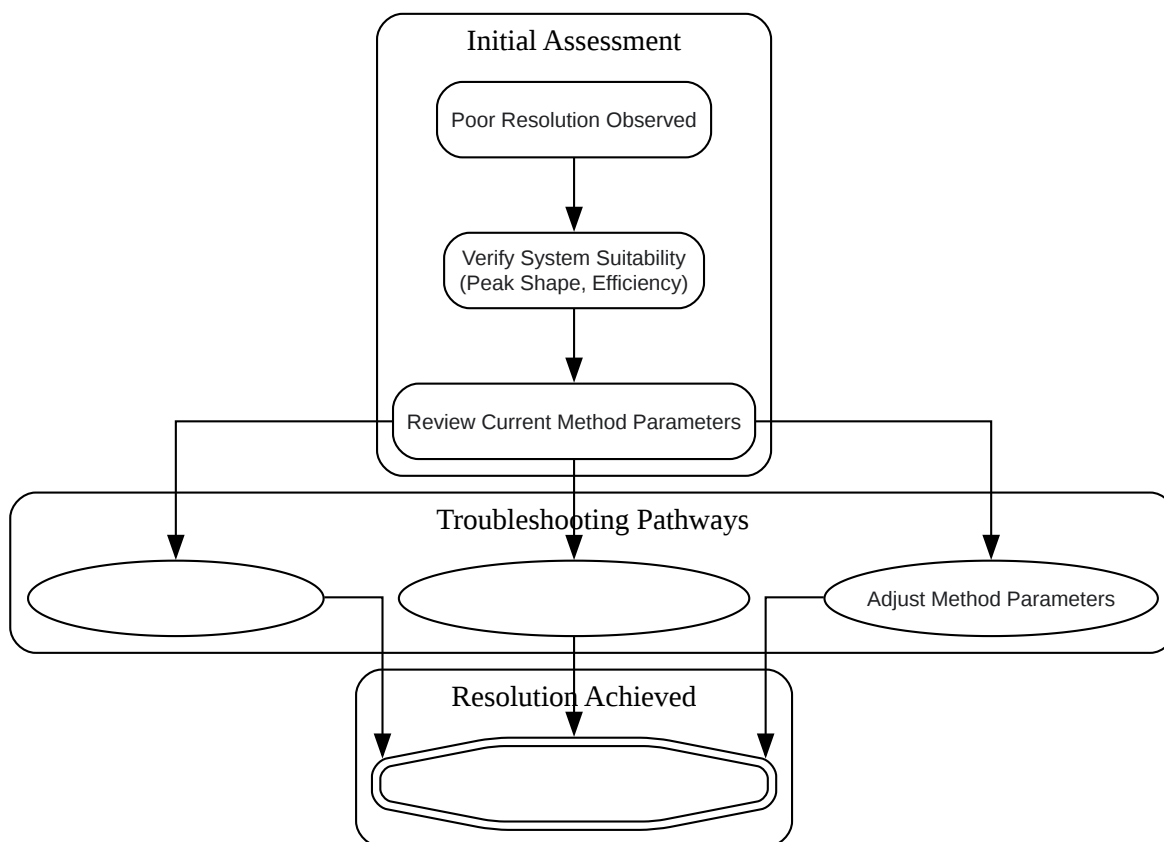 Initial Assessment
Poor Resolution Observed
Verify System Suitability
(Peak Shape, Efficiency)
Review Current Method Parameters
Troubleshooting Pathways
Adjust Method Parameters
Resolution Achieved